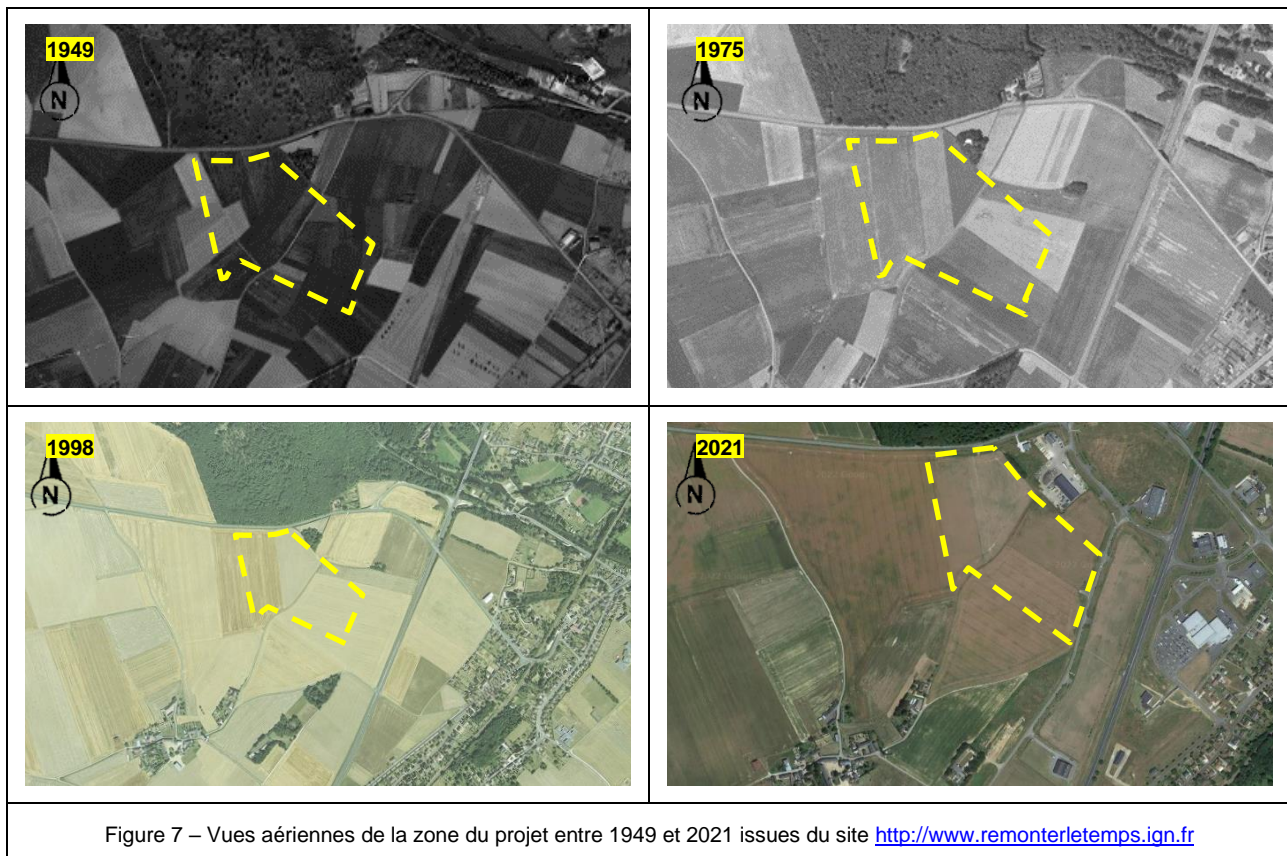 1949
N
1975
N
1998
N
2021
N
Figure 7 – Vues aériennes de la zone du projet entre 1949 et 2021 issues du site http://www.remonterletemps.ign.fr